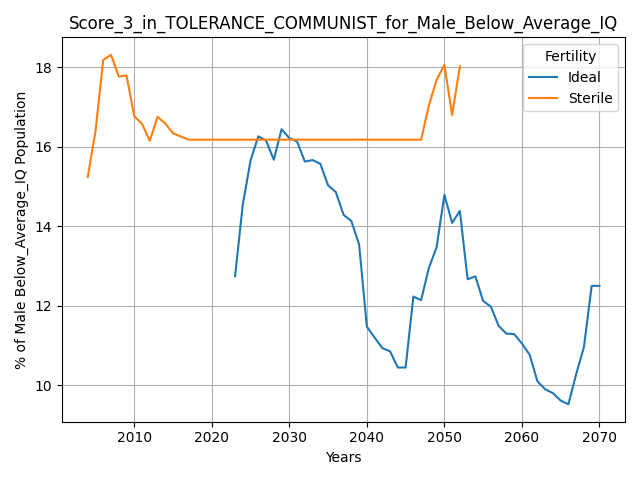 Score_3_in_TOLERANCE_COMMUNIST_for_Male_Below_Average_IQ
Fertility
Ideal
Sterile
% of Male Below_Average_IQ Population
18
16
14
12
10
2010 2020 2030 2040 2050 2060 2070
Years